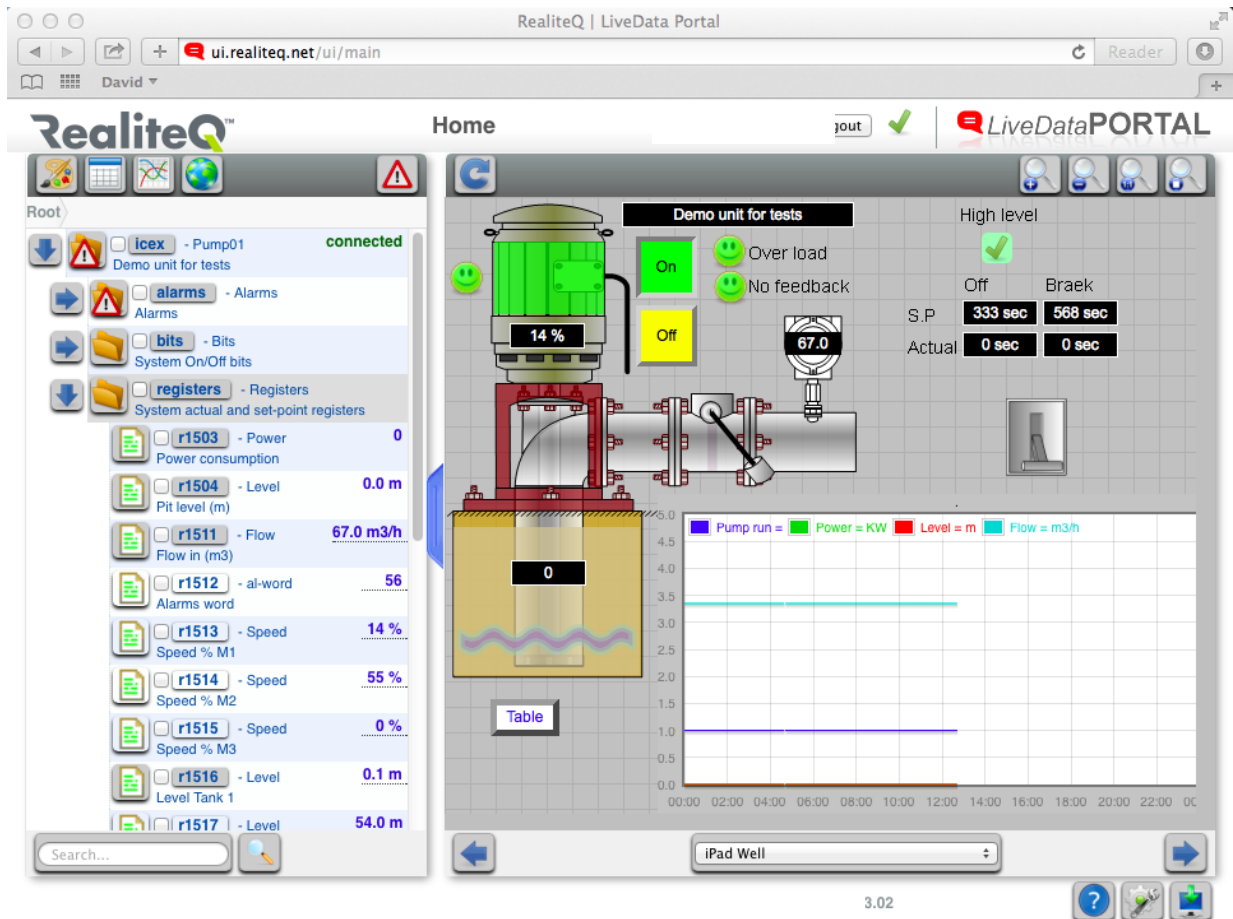 RealiteQ | LiveData Portal
ui.realiteq.net/ui/main
Reader
David
RealiteQ™
Home
gout
LiveDataPORTAL
Root
icex - Pump01 connected
Demo unit for tests
alarms - Alarms
Alarms
bits - Bits
System On/Off bits
registers - Registers
System actual and set-point registers
r1503 - Power 0
Power consumption
r1504 - Level 0.0 m
Pit level (m)
r1511 - Flow 67.0 m3/h
Flow in (m3)
r1512 - al-word 56
Alarms word
r1513 - Speed 14 %
Speed % M1
r1514 - Speed 55 %
Speed % M2
r1515 - Speed 0 %
Speed % M3
r1516 - Level 0.1 m
Level Tank 1
r1517 - Level 54.0 m
Search...
Demo unit for tests
High level
On
Over load
No feedback
Off
14 %
67.0
Off Braek
S.P 333 sec 568 sec
Actual 0 sec 0 sec
0
Table
Pump run = Power = KW Level = m Flow = m3/h
5.0
4.5
4.0
3.5
3.0
2.5
2.0
1.5
1.0
0.5
0.0
00:00 02:00 04:00 06:00 08:00 10:00 12:00 14:00 16:00 18:00 20:00 22:00 00
iPad Well
3.02